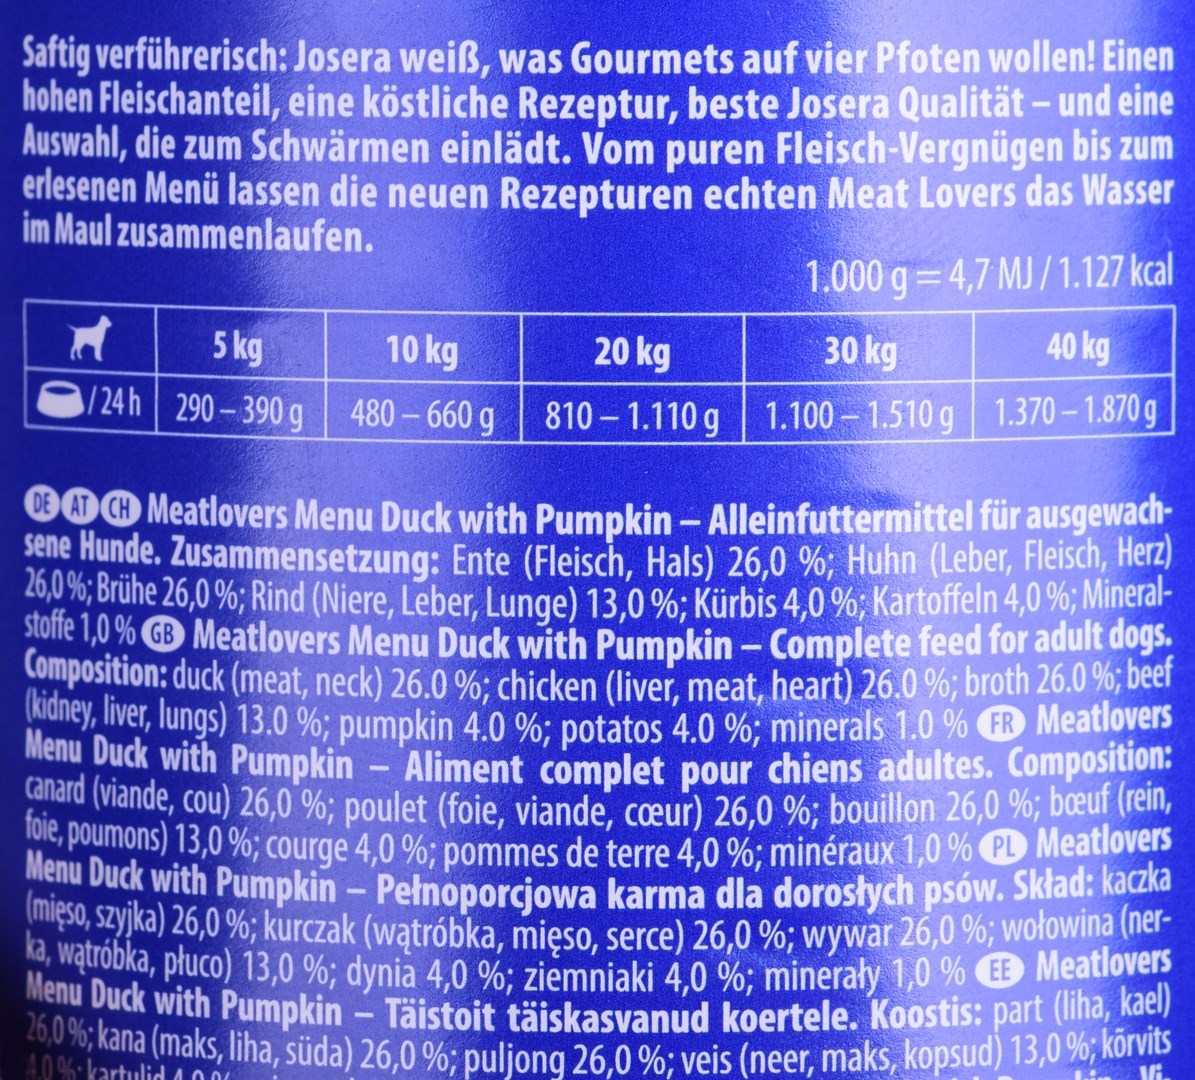 Saftig verführerisch: Josera weiß, was Gourmets auf vier Pfoten wollen! Einen
hohen Fleischanteil, eine köstliche Rezeptur, beste Josera Qualität – und eine
Auswahl, die zum Schwärmen einlädt. Vom puren Fleisch-Vergnügen bis zum
erlesenen Menü lassen die neuen Rezepturen echten Meat Lovers das Wasser
im Maul zusammenlaufen.
1.000 g = 4,7 MJ / 1.127 kcal
5 kg 10 kg 20 kg 30 kg 40 kg
/ 24 h 290 – 390 g 480 – 660 g 810 – 1.110 g 1.100 – 1.510 g 1.370 – 1.870 g
DE AT CH Meatlovers Menu Duck with Pumpkin – Alleinfuttermittel für ausgewach-
sene Hunde. Zusammensetzung: Ente (Fleisch, Hals) 26,0 %; Huhn (Leber, Fleisch, Herz)
26,0 %; Brühe 26,0 %; Rind (Niere, Leber, Lunge) 13,0 %; Kürbis 4,0 %; Kartoffeln 4,0 %; Mineral-
stoffe 1,0 % GB Meatlovers Menu Duck with Pumpkin – Complete feed for adult dogs.
Composition: duck (meat, neck) 26.0 %; chicken (liver, meat, heart) 26.0 %; broth 26.0 %; beef
(kidney, liver, lungs) 13.0 %; pumpkin 4.0 %; potatos 4.0 %; minerals 1.0 % FR Meatlovers
Menu Duck with Pumpkin – Aliment complet pour chiens adultes. Composition:
canard (viande, cou) 26,0 %; poulet (foie, viande, cœur) 26,0 %; bouillon 26,0 %; bœuf (rein,
foie, poumons) 13,0 %; courge 4,0 %; pommes de terre 4,0 %; minéraux 1,0 % PL Meatlovers
Menu Duck with Pumpkin – Pełnoporcjowa karma dla dorosłych psów. Skład: kaczka
(mięso, szyjka) 26,0 %; kurczak (wątróbka, mięso, serce) 26,0 %; wywar 26,0 %; wołowina (ner-
ka, wątróbka, płuco) 13,0 %; dynia 4,0 %; ziemniaki 4,0 %; minerały 1,0 % EE Meatlovers
Menu Duck with Pumpkin – Täistoit täiskasvanud koertele. Koostis: part (liha, kael)
26,0 %; kana (maks, liha, süda) 26,0 %; puljong 26,0 %; veis (neer, maks, kopsud) 13,0 %; kõrvits
4,0 %; kartulid 4,0 %